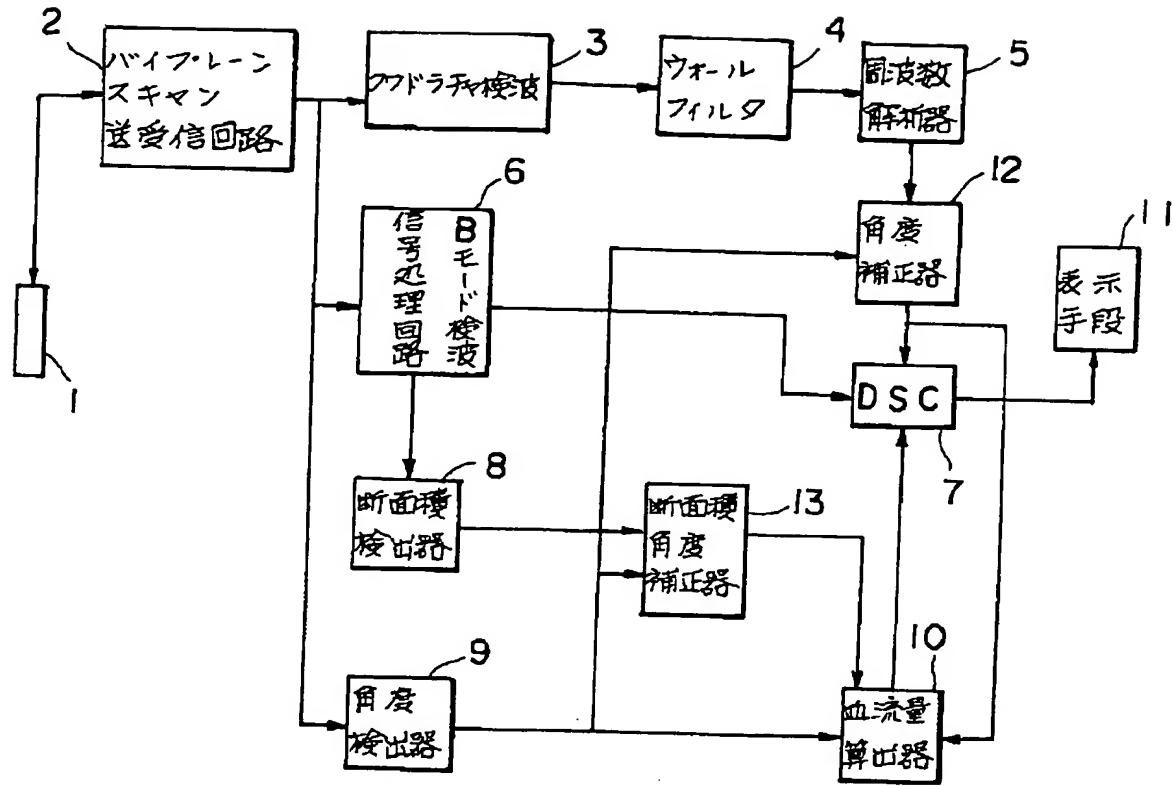 2
バイプ・レーン
スキャン
送受信回路
3
クワドラチャ検波
4
ウォール
フィルタ
5
周波数
解析器
6
Bモード検波
信号処理回路
12
角度
補正器
11
表示
手段
1
DSC
7
8
断面積
検出器
13
断面積
角度
補正器
9
角度
検出器
10
血流量
算出器